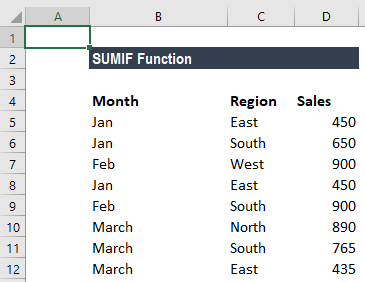 A B C D
1
2 SUMIF Function
3
4 Month Region Sales
5 Jan East 450
6 Jan South 650
7 Feb West 900
8 Jan East 450
9 Feb South 900
10 March North 890
11 March South 765
12 March East 435